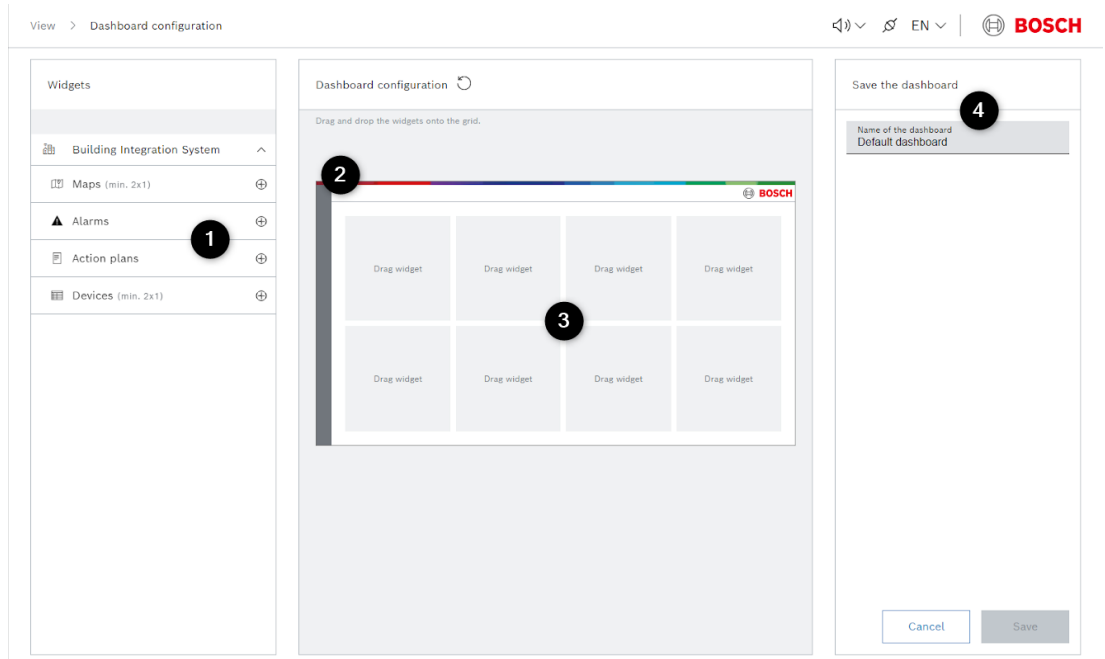 View > Dashboard configuration
EN
BOSCH
Widgets
Building Integration System
Maps (min. 2x1)
Alarms
Action plans
Devices (min. 2x1)
1
Dashboard configuration
Drag and drop the widgets onto the grid.
2
BOSCH
Drag widget Drag widget Drag widget Drag widget
3
Drag widget Drag widget Drag widget Drag widget
Save the dashboard
4
Name of the dashboard
Default dashboard
Cancel Save